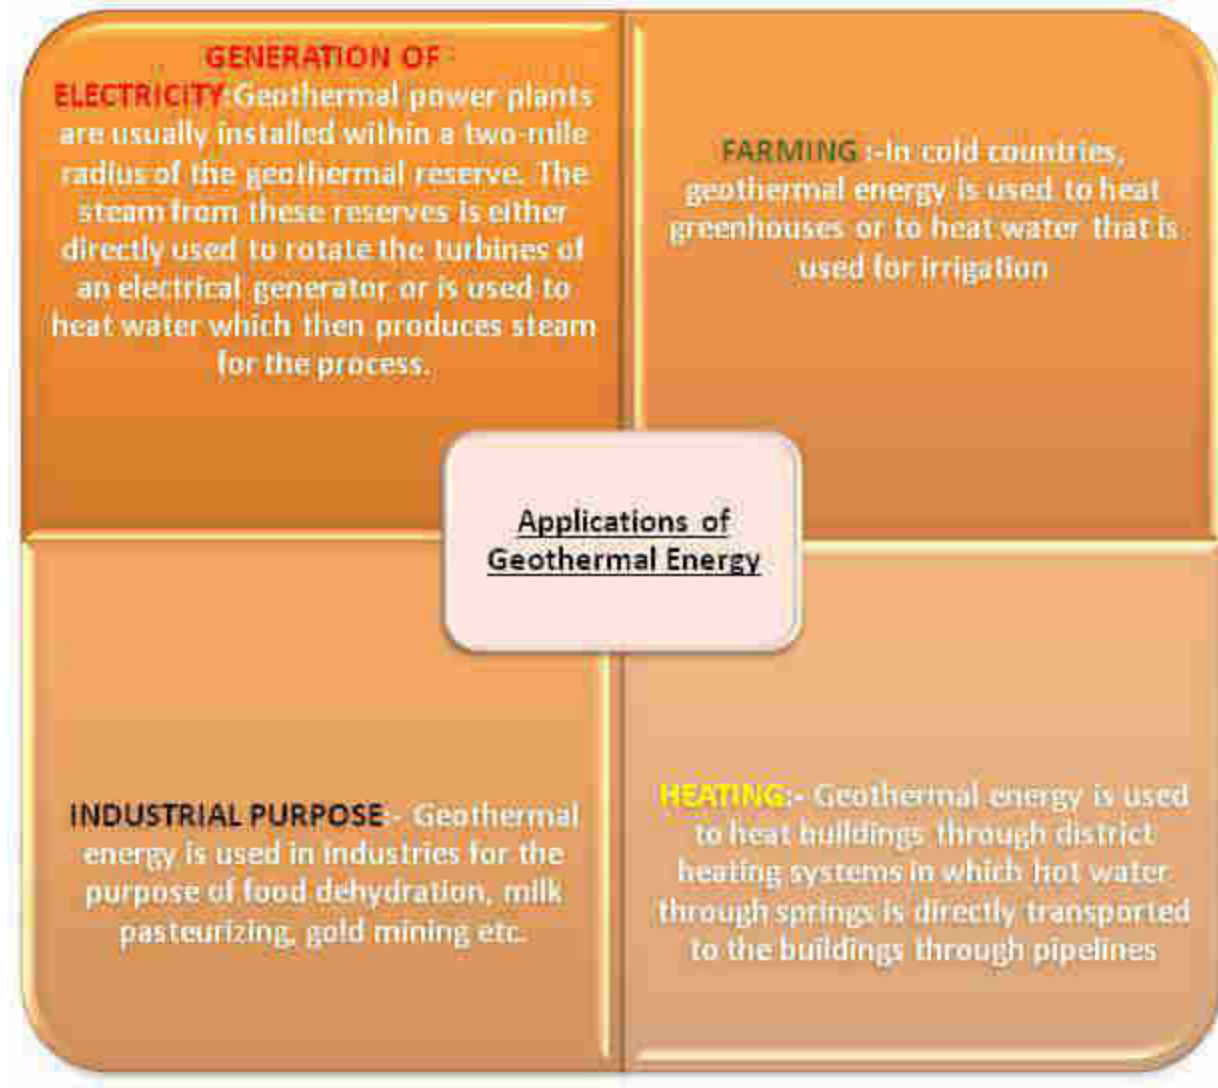 GENERATION OF
ELECTRICITY:Geothermal power plants
are usually installed within a two-mile
radius of the geothermal reserve. The
steam from these reserves is either
directly used to rotate the turbines of
an electrical generator or is used to
heat water which then produces steam
for the process.
FARMING :-In cold countries,
geothermal energy is used to heat
greenhouses or to heat water that is
used for irrigation
Applications of
Geothermal Energy
INDUSTRIAL PURPOSE:- Geothermal
energy is used in industries for the
purpose of food dehydration, milk
pasteurizing, gold mining etc.
HEATING:- Geothermal energy is used
to heat buildings through district
heating systems in which hot water
through springs is directly transported
to the buildings through pipelines